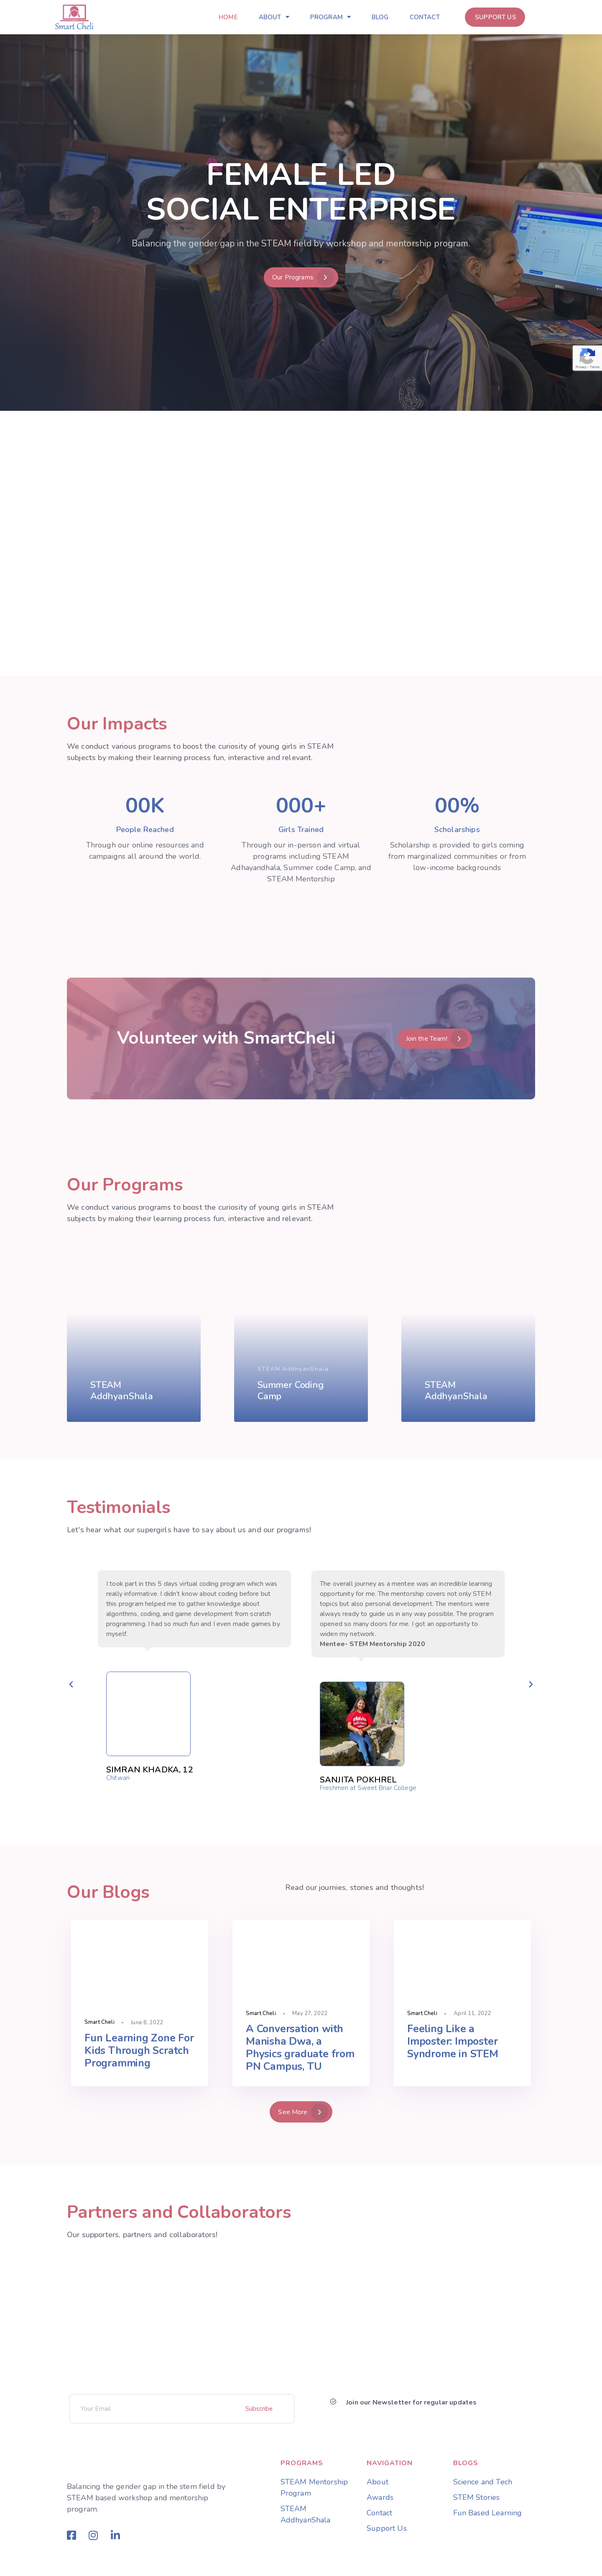 Smart Cheli
HOME
ABOUT
PROGRAM
BLOG
CONTACT
SUPPORT US
FEMALE LED
SOCIAL ENTERPRISE
Balancing the gender gap in the STEAM field by workshop and mentorship program.
Our Programs
Privacy - Terms
Our Impacts
We conduct various programs to boost the curiosity of young girls in STEAM
subjects by making their learning process fun, interactive and relevant.
00K
People Reached
Through our online resources and
campaigns all around the world.
000+
Girls Trained
Through our in-person and virtual
programs including STEAM
Adhayandhala, Summer code Camp, and
STEAM Mentorship
00%
Scholarships
Scholarship is provided to girls coming
from marginalized communities or from
low-income backgrounds
Volunteer with SmartCheli
Join the Team!
Our Programs
We conduct various programs to boost the curiosity of young girls in STEAM
subjects by making their learning process fun, interactive and relevant.
STEAM
AddhyanShala
STEAM AddhyanShala
Summer Coding
Camp
STEAM
AddhyanShala
Testimonials
Let's hear what our supergirls have to say about us and our programs!
I took part in this 5 days virtual coding program which was
really informative. I didn't know about coding before but
this program helped me to gather knowledge about
algorithms, coding, and game development from scratch
programming. I had so much fun and I even made games by
myself.
SIMRAN KHADKA, 12
Chitwan
The overall journey as a mentee was an incredible learning
opportunity for me. The mentorship covers not only STEM
topics but also personal development. The mentors were
always ready to guide us in any way possible. The program
opened so many doors for me. I got an opportunity to
widen my network.
Mentee- STEM Mentorship 2020
SANJITA POKHREL
Freshmen at Sweet Briar College
Our Blogs
Read our journies, stories and thoughts!
Smart Cheli • June 8, 2022
Fun Learning Zone For
Kids Through Scratch
Programming
Smart Cheli • May 27, 2022
A Conversation with
Manisha Dwa, a
Physics graduate from
PN Campus, TU
Smart Cheli • April 11, 2022
Feeling Like a
Imposter: Imposter
Syndrome in STEM
See More
Partners and Collaborators
Our supporters, partners and collaborators!
Your Email
Subscribe
Join our Newsletter for regular updates
Balancing the gender gap in the stem field by
STEAM based workshop and mentorship
program.
PROGRAMS
STEAM Mentorship
Program
STEAM
AddhyanShala
NAVIGATION
About
Awards
Contact
Support Us
BLOGS
Science and Tech
STEM Stories
Fun Based Learning